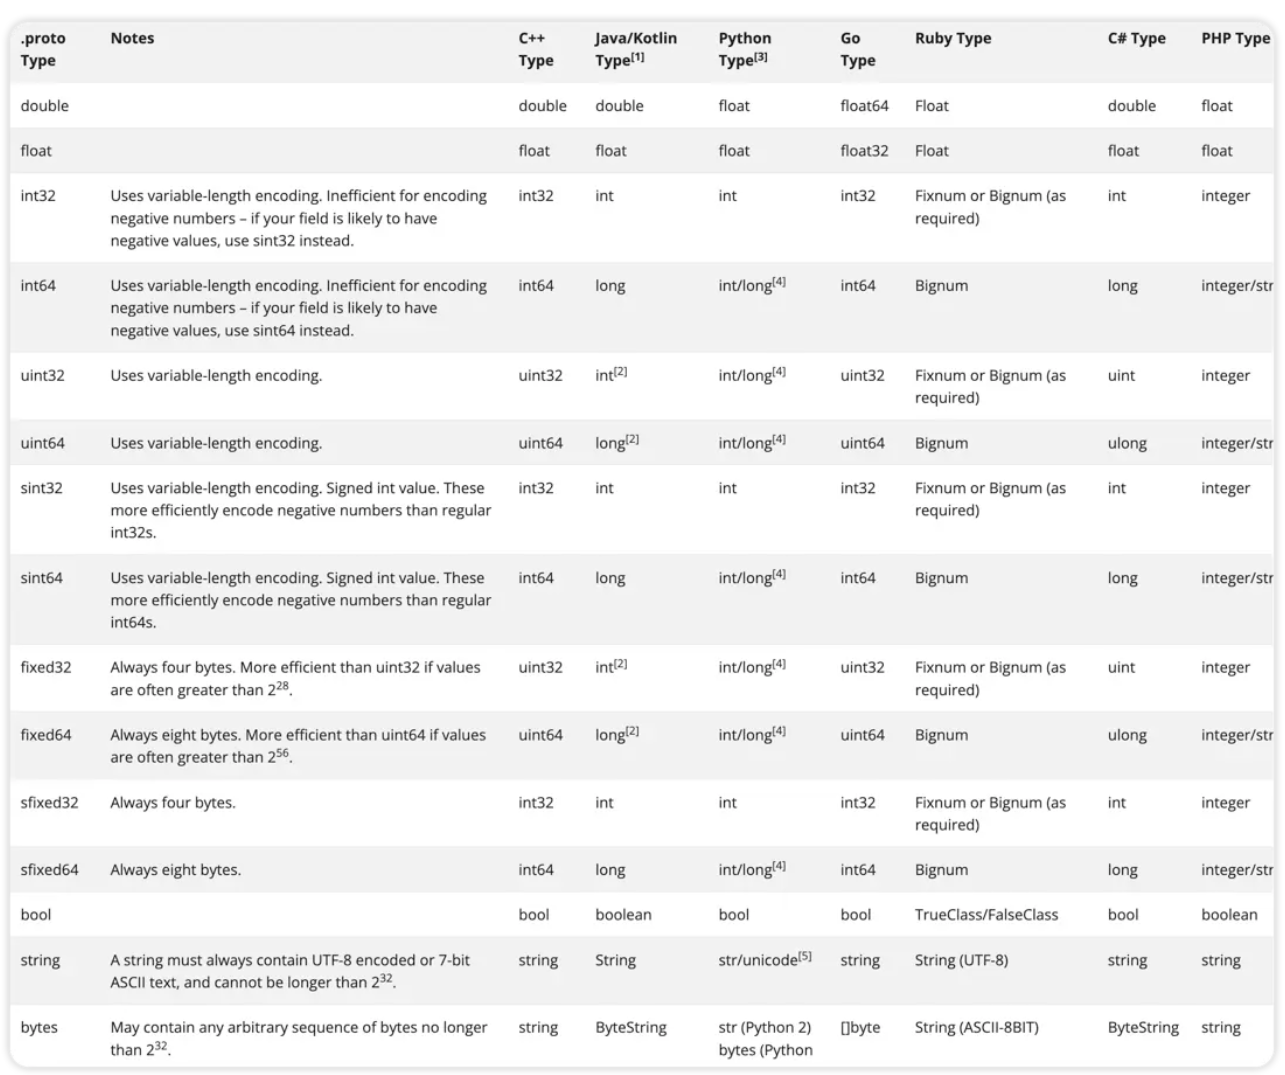 .proto Type Notes C++ Type Java/Kotlin Type[1] Python Type[3] Go Type Ruby Type C# Type PHP Type
double double double float float64 Float double float
float float float float float32 Float float float
int32 Uses variable-length encoding. Inefficient for encoding int32 int int int32 Fixnum or Bignum (as int integer
negative numbers – if your field is likely to have required)
negative values, use sint32 instead.
int64 Uses variable-length encoding. Inefficient for encoding int64 long int/long[4] int64 Bignum long integer/str
negative numbers – if your field is likely to have
negative values, use sint64 instead.
uint32 Uses variable-length encoding. uint32 int[2] int/long[4] uint32 Fixnum or Bignum (as uint integer
required)
uint64 Uses variable-length encoding. uint64 long[2] int/long[4] uint64 Bignum ulong integer/str
sint32 Uses variable-length encoding. Signed int value. These int32 int int int32 Fixnum or Bignum (as int integer
more efficiently encode negative numbers than regular required)
int32s.
sint64 Uses variable-length encoding. Signed int value. These int64 long int/long[4] int64 Bignum long integer/str
more efficiently encode negative numbers than regular
int64s.
fixed32 Always four bytes. More efficient than uint32 if values uint32 int[2] int/long[4] uint32 Fixnum or Bignum (as uint integer
are often greater than 2²⁸. required)
fixed64 Always eight bytes. More efficient than uint64 if values uint64 long[2] int/long[4] uint64 Bignum ulong integer/str
are often greater than 2⁵⁶.
sfixed32 Always four bytes. int32 int int int32 Fixnum or Bignum (as int integer
required)
sfixed64 Always eight bytes. int64 long int/long[4] int64 Bignum long integer/str
bool bool boolean bool bool TrueClass/FalseClass bool boolean
string A string must always contain UTF-8 encoded or 7-bit string String str/unicode[5] string String (UTF-8) string string
ASCII text, and cannot be longer than 2³².
bytes May contain any arbitrary sequence of bytes no longer string ByteString str (Python 2) []byte String (ASCII-8BIT) ByteString string
than 2³². bytes (Python